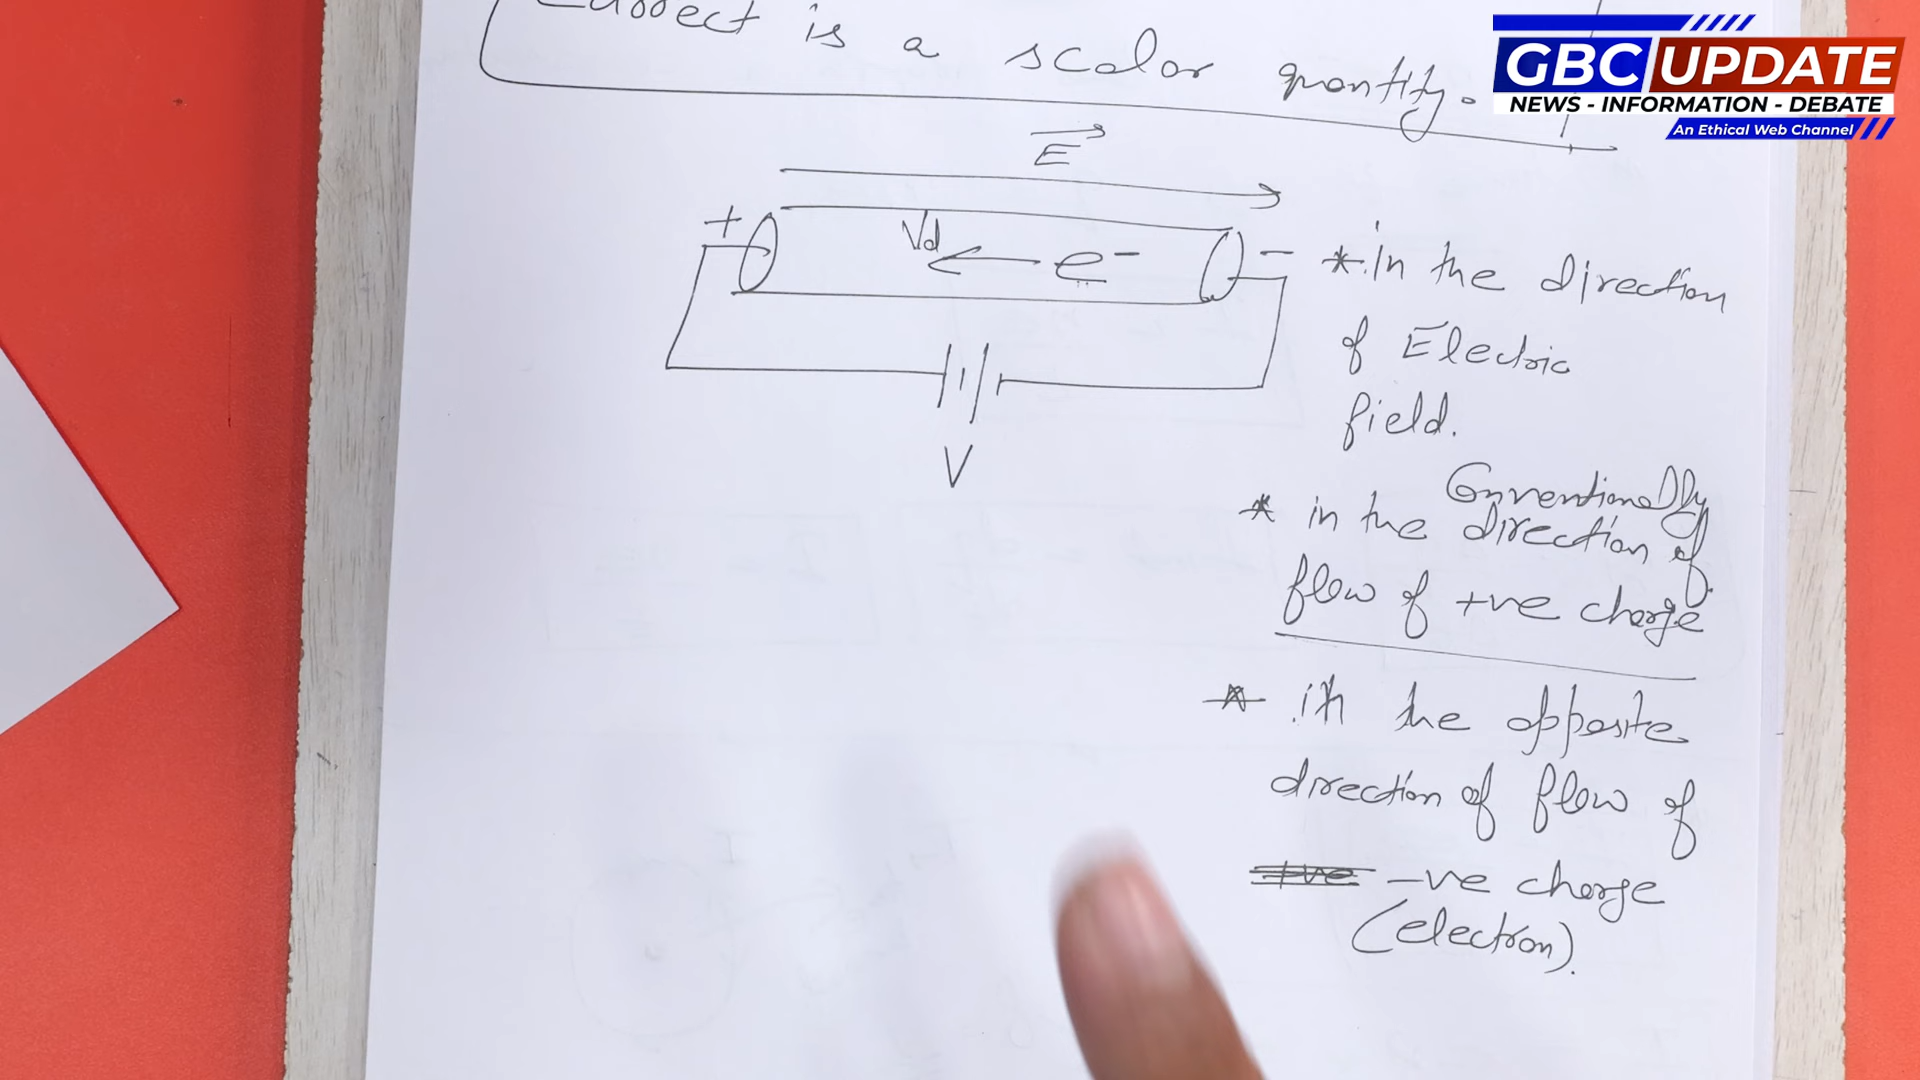 Current is a scalar quantity.
GBC UPDATE
NEWS - INFORMATION - DEBATE
An Ethical Web Channel
E
+ Vd e- -
V
* in the direction
of Electric
field.
Conventionally
* in the direction of
flow of +ve charge
* in the opposite
direction of flow of
+ve -ve charge
(electron).